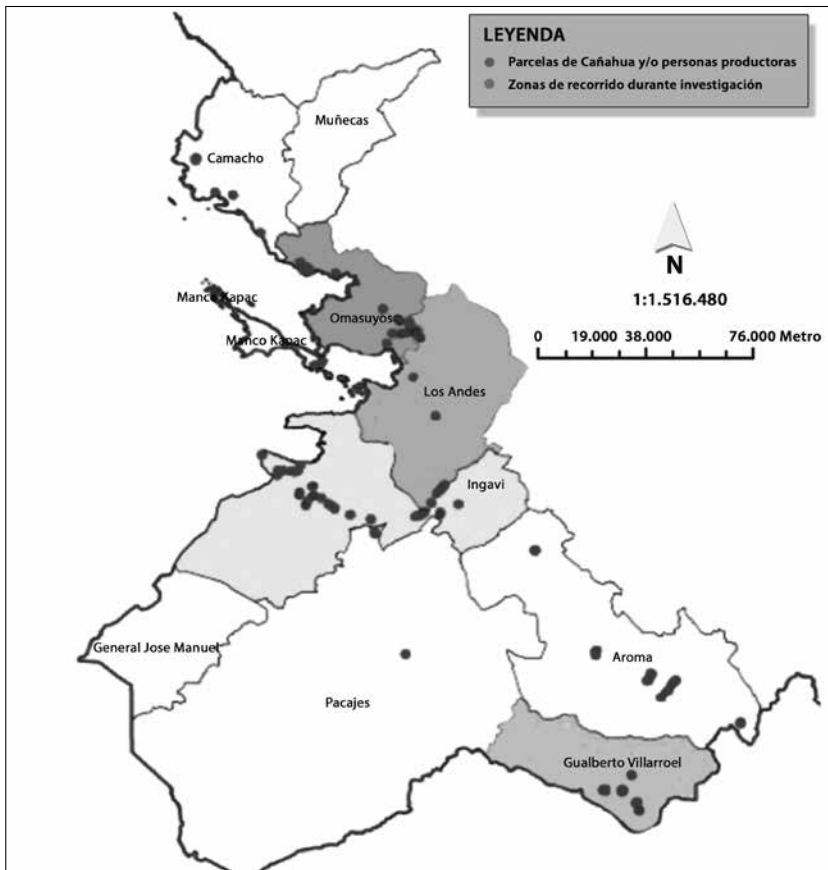 LEYENDA
Parcelas de Cañahua y/o personas productoras
Zonas de recorrido durante investigación
Muñecas
Camacho
N
1:1.516.480
Manco Kapac
0 19.000 38.000 76.000 Metro
Omasuyos
Manco Kapac
Los Andes
Ingavi
General Jose Manuel
Aroma
Pacajes
Gualberto Villarroel